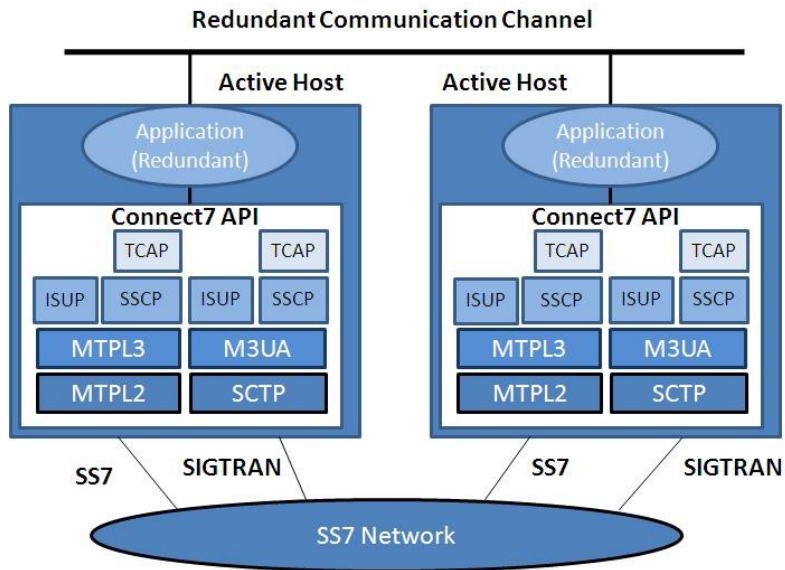 Redundant Communication Channel
Active Host
Active Host
Application
(Redundant)
Application
(Redundant)
Connect7 API
Connect7 API
TCAP
TCAP
TCAP
TCAP
ISUP
SSCP
ISUP
SSCP
ISUP
SSCP
ISUP
SSCP
MTPL3
M3UA
MTPL3
M3UA
MTPL2
SCTP
MTPL2
SCTP
SS7
SIGTRAN
SS7
SIGTRAN
SS7 Network